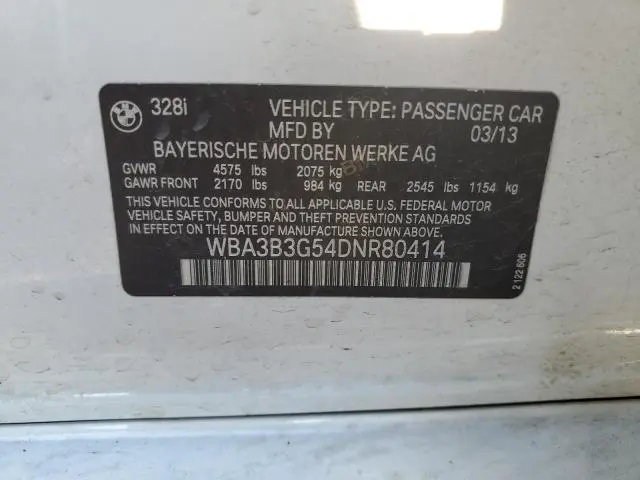 BMW 328i VEHICLE TYPE: PASSENGER CAR
MFD BY 03/13
BAYERISCHE MOTOREN WERKE AG
GVWR 4575 lbs 2075 kg
GAWR FRONT 2170 lbs 984 kg REAR 2545 lbs 1154 kg
THIS VEHICLE CONFORMS TO ALL APPLICABLE U.S. FEDERAL MOTOR
VEHICLE SAFETY, BUMPER AND THEFT PREVENTION STANDARDS
IN EFFECT ON THE DATE OF MANUFACTURE SHOWN ABOVE.
WBA3B3G54DNR80414
2 122 606